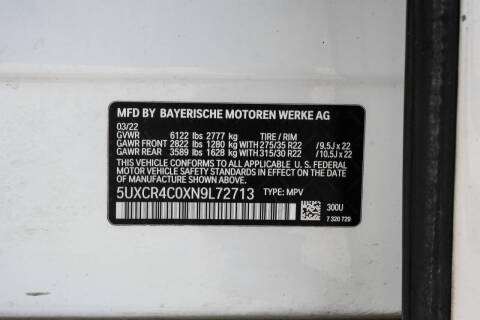 MFD BY BAYERISCHE MOTOREN WERKE AG
03/22
GVWR 6122 lbs 2777 kg TIRE / RIM
GAWR FRONT 2822 lbs 1280 kg WITH 275/35 R22 / 9.5J x 22
GAWR REAR 3589 lbs 1628 kg WITH 315/30 R22 / 10.5J x 22
THIS VEHICLE CONFORMS TO ALL APPLICABLE U. S. FEDERAL
MOTOR VEHICLE SAFETY STANDARDS IN EFFECT ON THE DATE
OF MANUFACTURE SHOWN ABOVE.
5UXCR4C0XN9L72713 TYPE: MPV
300U
7 320 729